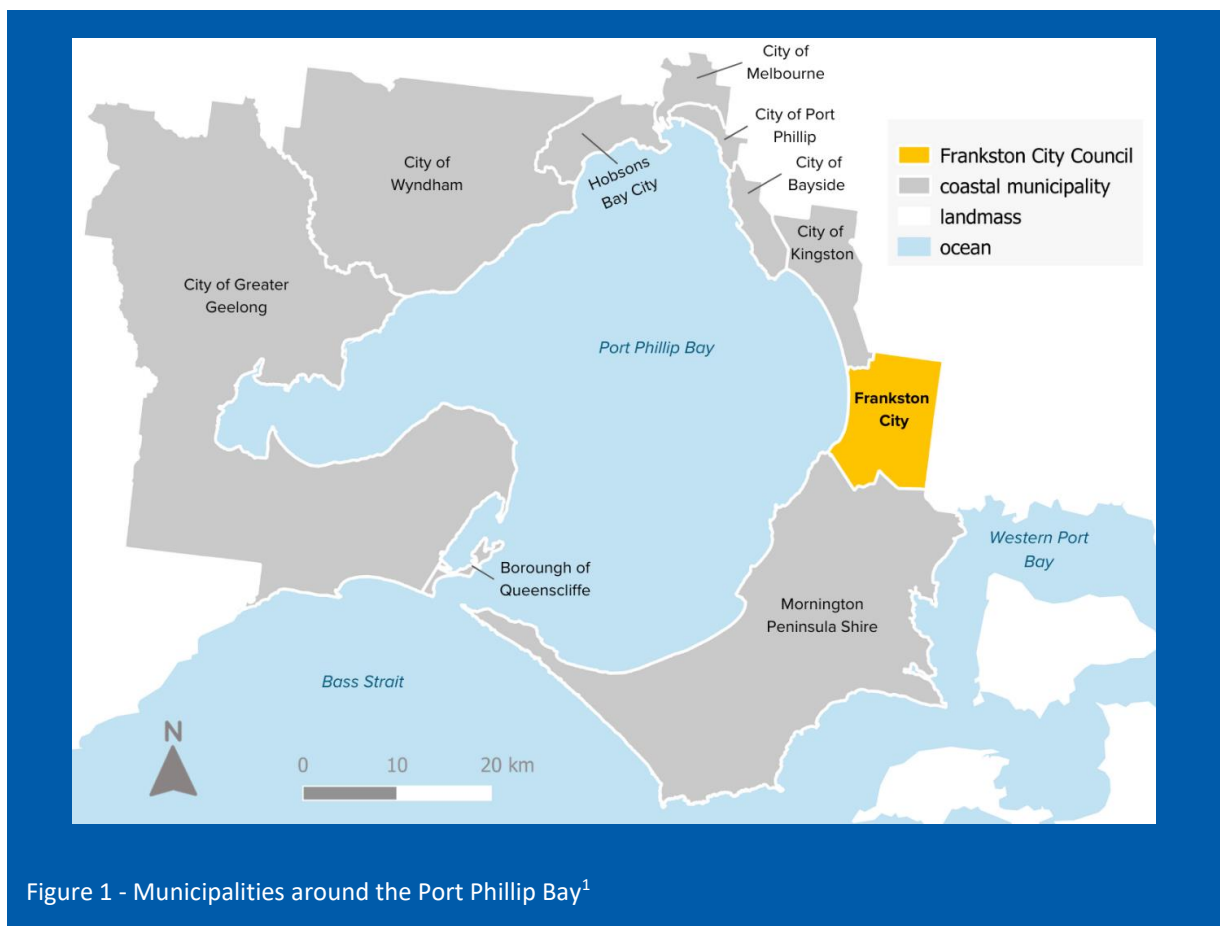 City of
Melbourne
City of Port
Phillip
City of
Bayside
Hobsons
Bay City
City of
Wyndham
City of
Kingston
City of Greater
Geelong
Port Phillip Bay
Frankston
City
Borough of
Queenscliffe
Western Port
Bay
Mornington
Peninsula Shire
Bass Strait
N
0 10 20 km
Frankston City Council
coastal municipality
landmass
ocean
Figure 1 - Municipalities around the Port Phillip Bay1